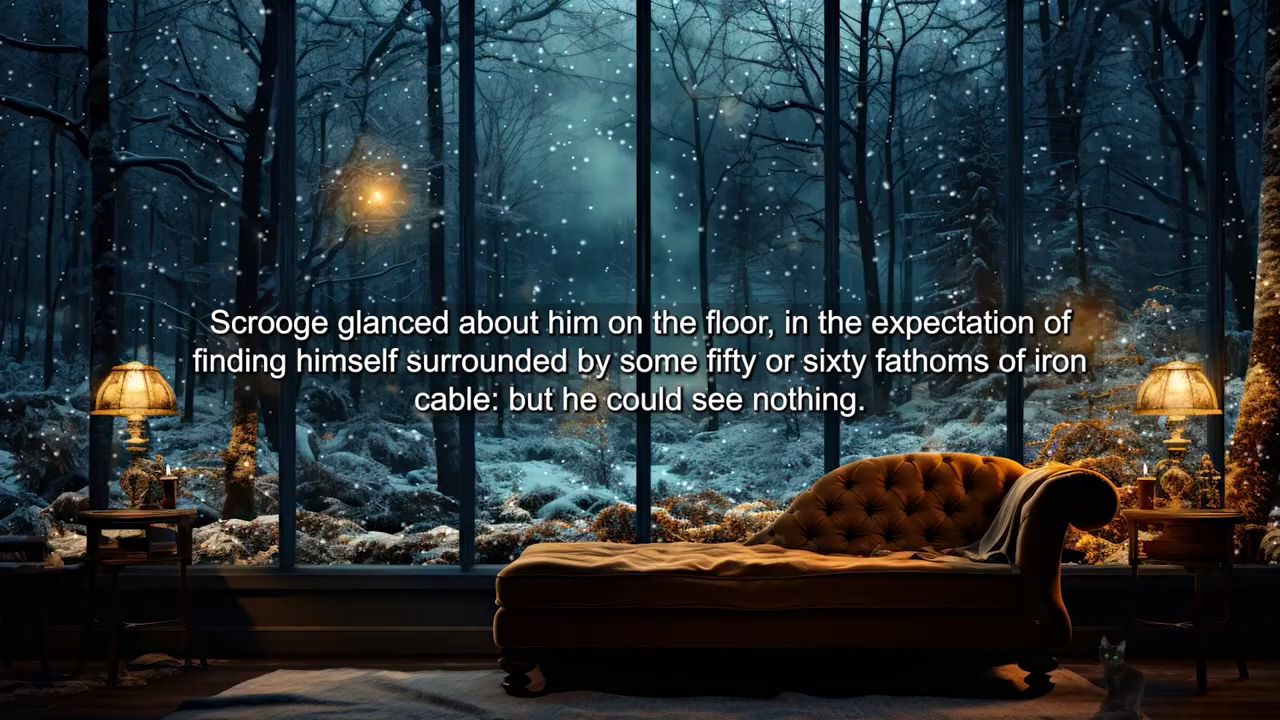 Scrooge glanced about him on the floor, in the expectation of
finding himself surrounded by some fifty or sixty fathoms of iron
cable: but he could see nothing.